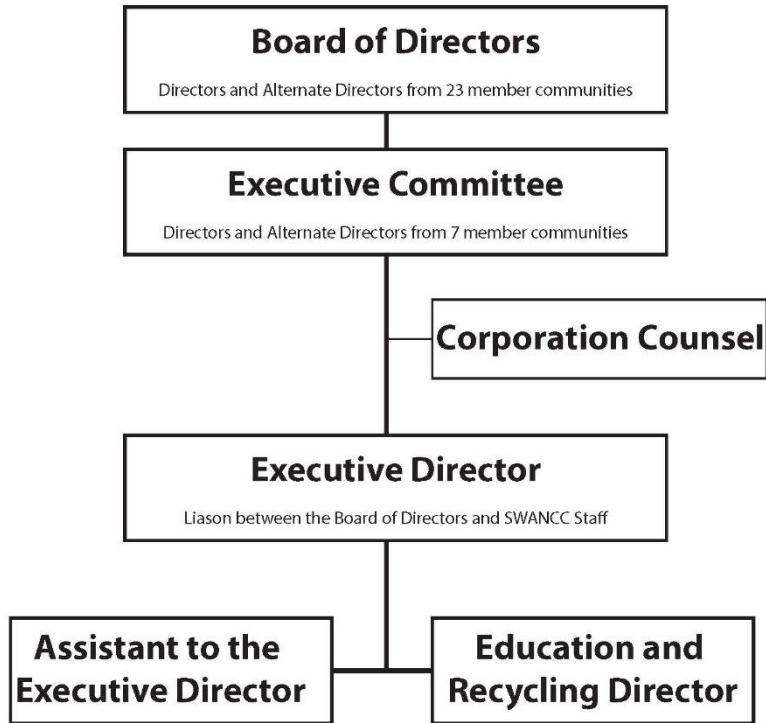 Board of Directors
Directors and Alternate Directors from 23 member communities
Executive Committee
Directors and Alternate Directors from 7 member communities
Corporation Counsel
Executive Director
Liason between the Board of Directors and SWANCC Staff
Assistant to the
Executive Director
Education and
Recycling Director